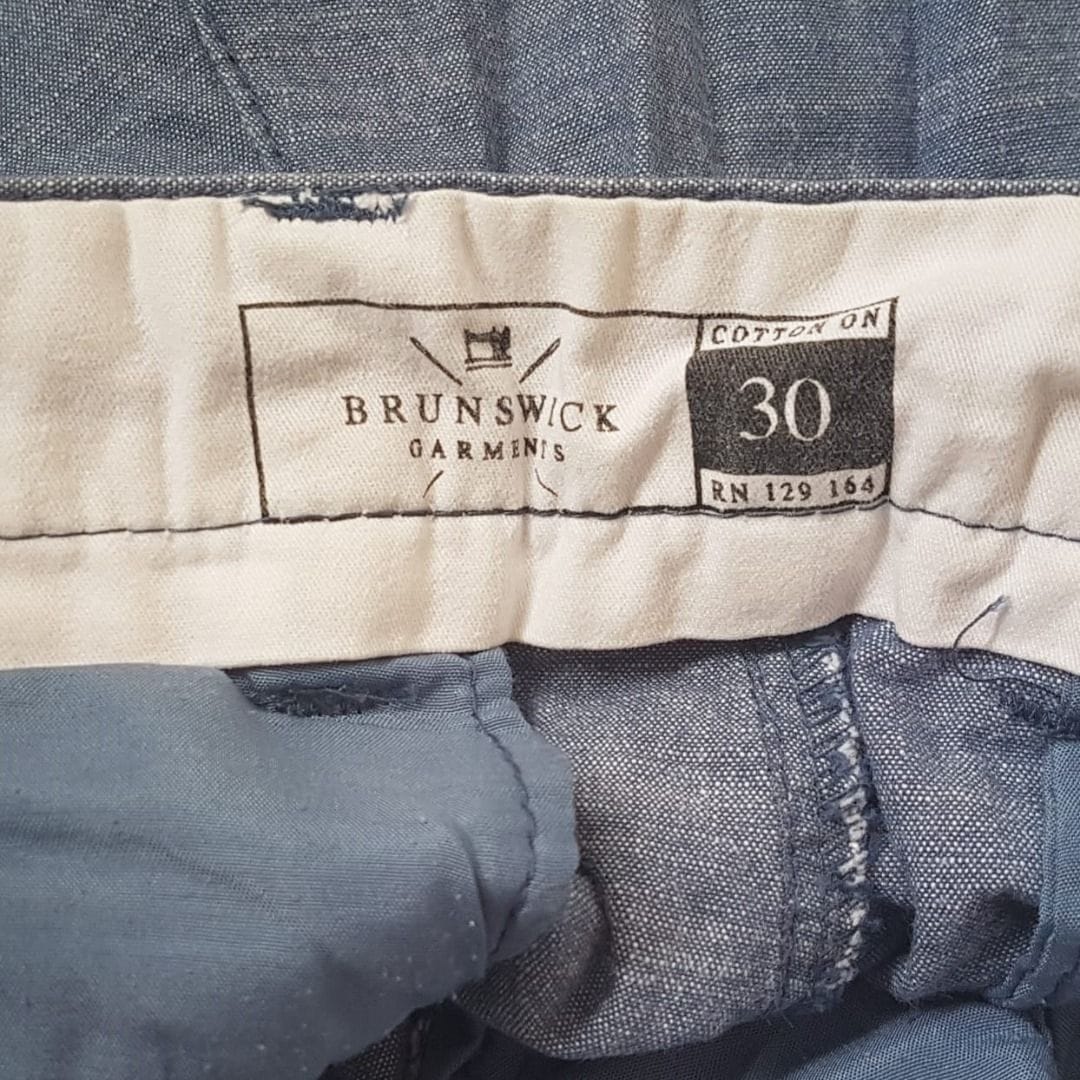 BRUNSWICK
GARMENTS
COTTON ON
30
RN 129 164